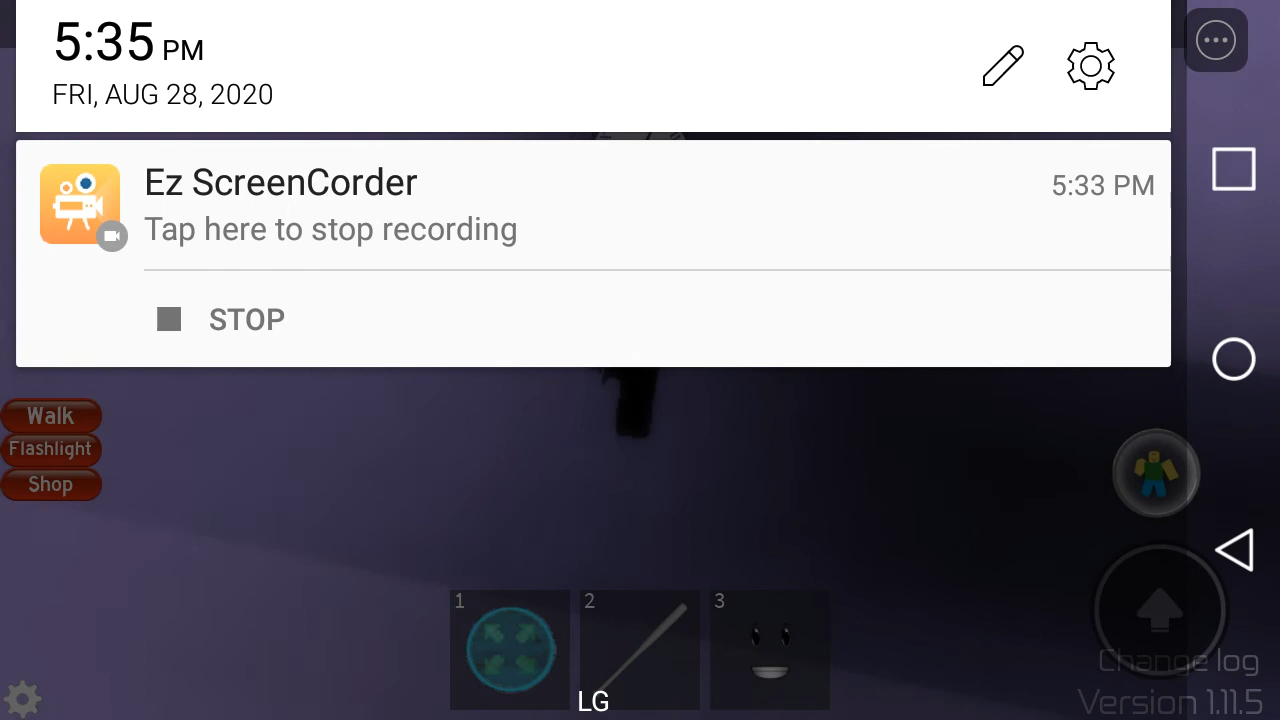 5:35 PM
FRI, AUG 28, 2020
Ez ScreenCorder
5:33 PM
Tap here to stop recording
STOP
Walk
Flashlight
Shop
1
2
3
LG
Change log
Version 1.11.5